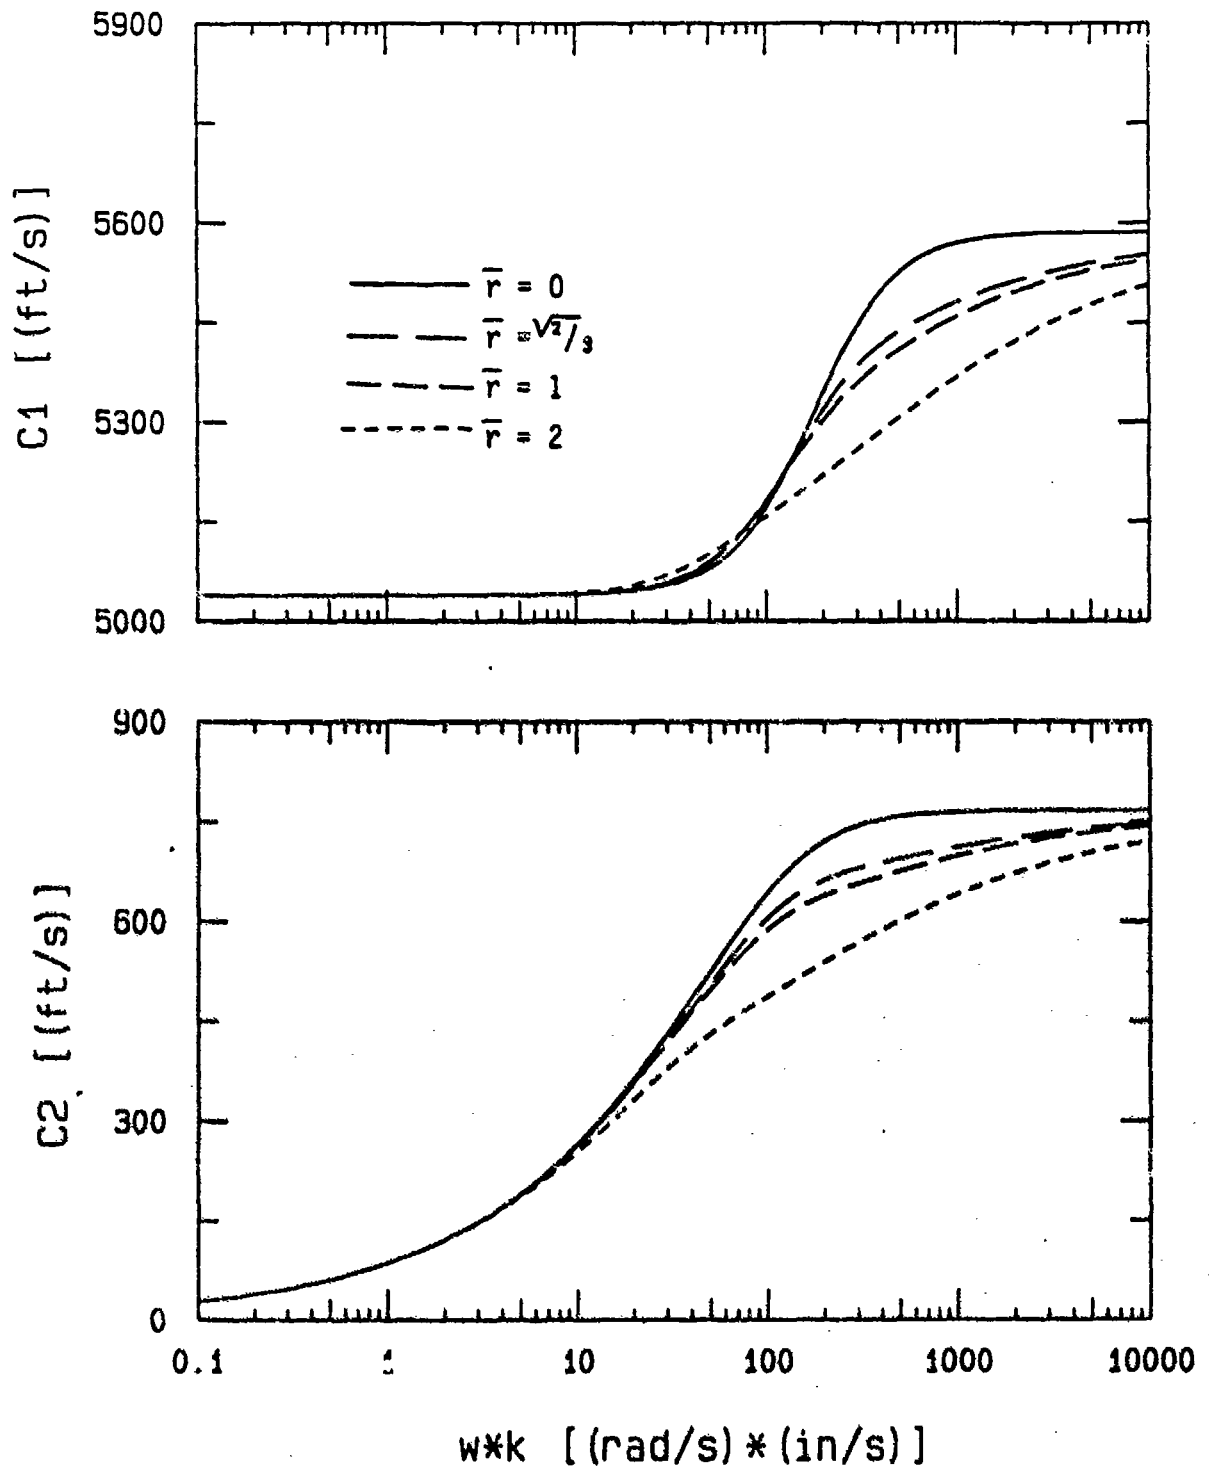 5900
5600
5300
5000
C1 [(ft/s)]
r̅ = 0
r̅ = √2/3
r̅ = 1
r̅ = 2
900
600
300
0
C2 [(ft/s)]
0.1 1 10 100 1000 10000
w*k [(rad/s)*(in/s)]